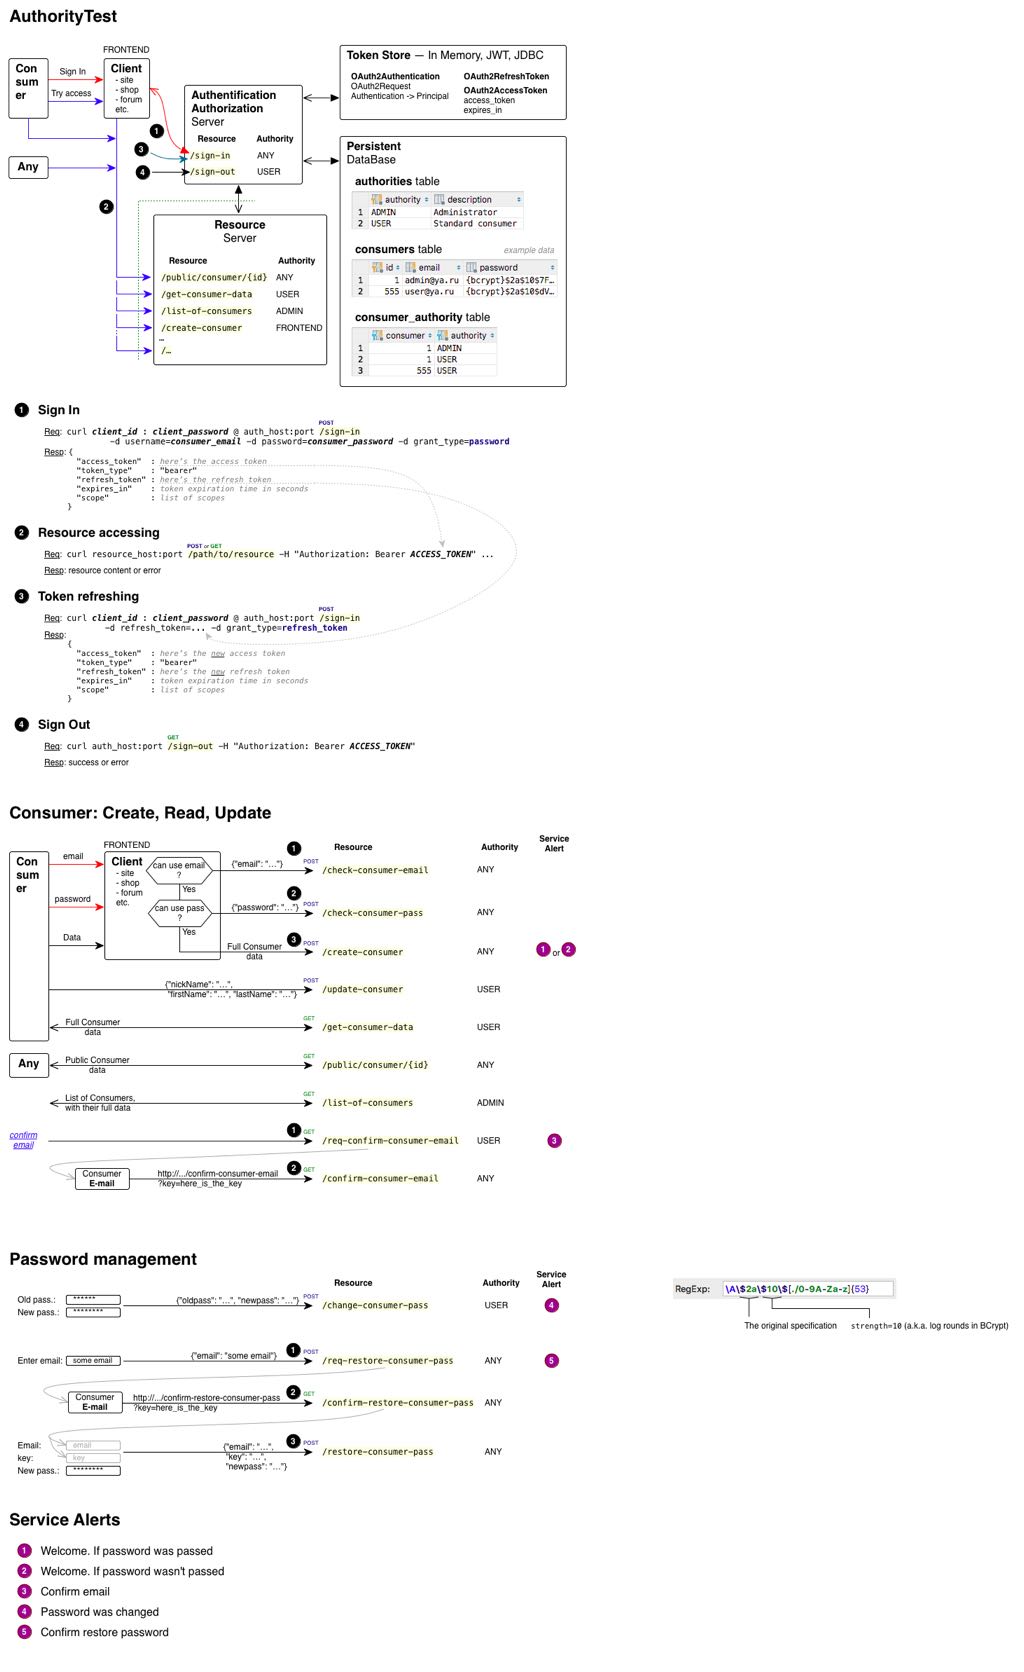 AuthorityTest
FRONTEND
Con
sum
er
Sign In
Try access
Client
- site
- shop
- forum
etc.
Any
1
3
4
2
Authentification
Authorization
Server
Resource Authority
/sign-in ANY
/sign-out USER
Resource
Server
Resource Authority
/public/consumer/{id} ANY
/get-consumer-data USER
/list-of-consumers ADMIN
/create-consumer FRONTEND
...
/…
Token Store — In Memory, JWT, JDBC
OAuth2Authentication
OAuth2Request
Authentication -> Principal
OAuth2RefreshToken
OAuth2AccessToken
access_token
expires_in
Persistent
DataBase
authorities table
authority description
1 ADMIN Administrator
2 USER Standard consumer
consumers table example data
id email password
1 1 admin@ya.ru {bcrypt}$2a$10$7F…
2 555 user@ya.ru {bcrypt}$2a$10$dV…
consumer_authority table
consumer authority
1 1 ADMIN
2 1 USER
3 555 USER
1 Sign In
POST
Req: curl client_id : client_password @ auth_host:port /sign-in
-d username=consumer_email -d password=consumer_password -d grant_type=password
Resp: {
"access_token" : here's the access token
"token_type" : "bearer"
"refresh_token" : here's the refresh token
"expires_in" : token expiration time in seconds
"scope" : list of scopes
}
2 Resource accessing
POST or GET
Req: curl resource_host:port /path/to/resource -H "Authorization: Bearer ACCESS_TOKEN" ...
Resp: resource content or error
3 Token refreshing
POST
Req: curl client_id : client_password @ auth_host:port /sign-in
-d refresh_token=... -d grant_type=refresh_token
Resp:
{
"access_token" : here's the new access token
"token_type" : "bearer"
"refresh_token" : here's the new refresh token
"expires_in" : token expiration time in seconds
"scope" : list of scopes
}
4 Sign Out
GET
Req: curl auth_host:port /sign-out -H "Authorization: Bearer ACCESS_TOKEN"
Resp: success or error
Consumer: Create, Read, Update
FRONTEND
Resource Authority Service
Alert
Con
sum
er
email
password
Data
Client
- site
- shop
- forum
etc.
can use email
?
Yes
can use pass
?
Yes
1 {"email": "…"} POST /check-consumer-email ANY
2 {"password": "…"} POST /check-consumer-pass ANY
3 Full Consumer
data POST /create-consumer ANY 1 or 2
{"nickName": "…",
"firstName": "…", "lastName": "…"} POST /update-consumer USER
Full Consumer
data GET /get-consumer-data USER
Any Public Consumer
data GET /public/consumer/{id} ANY
List of Consumers,
with their full data GET /list-of-consumers ADMIN
confirm
email 1 GET /req-confirm-consumer-email USER 3
Consumer
E-mail
http://.../confirm-consumer-email
?key=here_is_the_key 2 GET /confirm-consumer-email ANY
Password management
Resource Authority Service
Alert
Old pass.: ******
New pass.: ********
{"oldpass": "…", "newpass": "…"} POST /change-consumer-pass USER 4
Enter email: some email {"email": "some email"} 1 POST /req-restore-consumer-pass ANY 5
Consumer
E-mail
http://.../confirm-restore-consumer-pass
?key=here_is_the_key 2 GET /confirm-restore-consumer-pass ANY
Email: email
key: key
New pass.: ********
{"email": "…",
"key": "…",
"newpass": "…"} 3 POST /restore-consumer-pass ANY
RegExp: \A\$2a\$10\$[./0-9A-Za-z]{53}
The original specification strength=10 (a.k.a. log rounds in BCrypt)
Service Alerts
1 Welcome. If password was passed
2 Welcome. If password wasn't passed
3 Confirm email
4 Password was changed
5 Confirm restore password